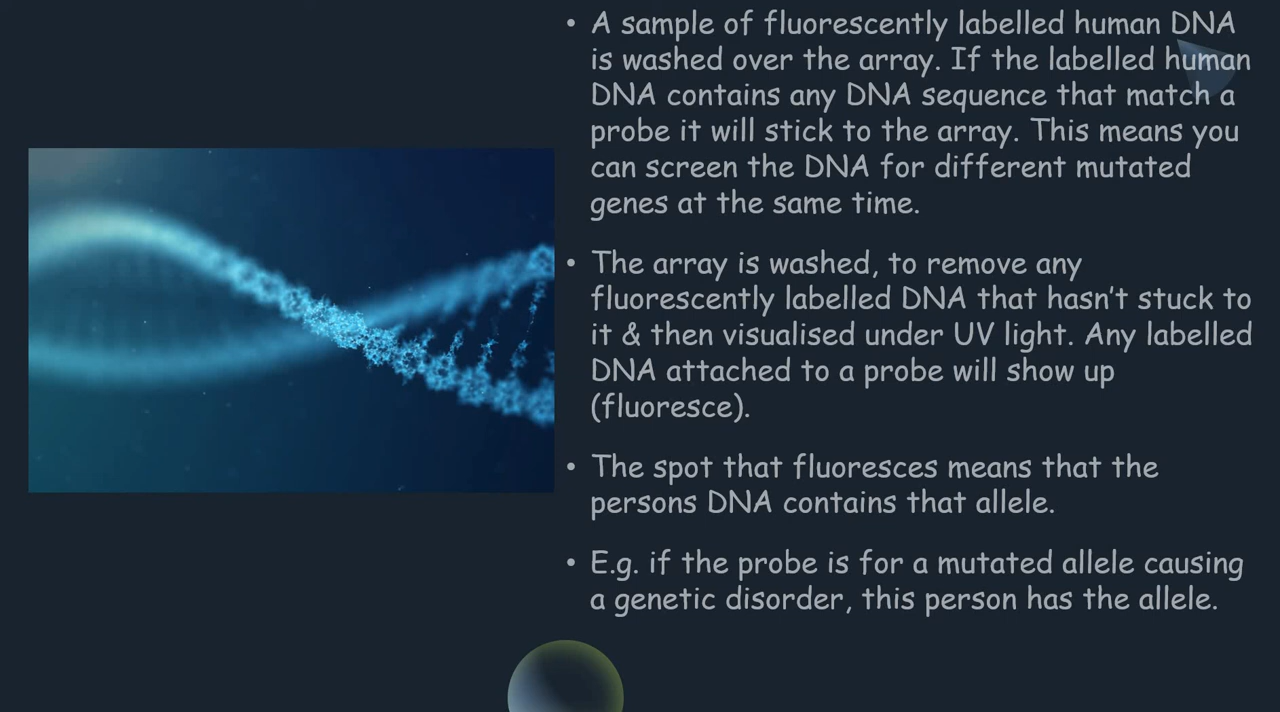 • A sample of fluorescently labelled human DNA
is washed over the array. If the labelled human
DNA contains any DNA sequence that match a
probe it will stick to the array. This means you
can screen the DNA for different mutated
genes at the same time.
• The array is washed, to remove any
fluorescently labelled DNA that hasn't stuck to
it & then visualised under UV light. Any labelled
DNA attached to a probe will show up
(fluoresce).
• The spot that fluoresces means that the
persons DNA contains that allele.
• E.g. if the probe is for a mutated allele causing
a genetic disorder, this person has the allele.